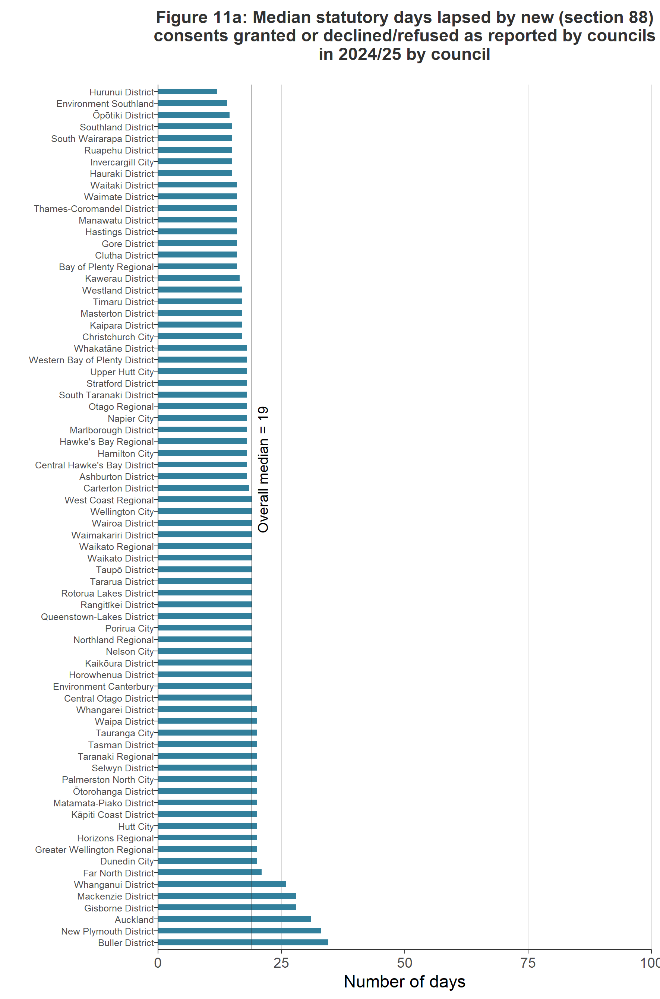 Figure 11a: Median statutory days lapsed by new (section 88)
consents granted or declined/refused as reported by councils
in 2024/25 by council
Hurunui District
Environment Southland
Ōpōtiki District
Southland District
South Wairarapa District
Ruapehu District
Invercargill City
Hauraki District
Waitaki District
Waimate District
Thames-Coromandel District
Manawatu District
Hastings District
Gore District
Clutha District
Bay of Plenty Regional
Kawerau District
Westland District
Timaru District
Masterton District
Kaipara District
Christchurch City
Whakatāne District
Western Bay of Plenty District
Upper Hutt City
Stratford District
South Taranaki District
Otago Regional
Napier City
Marlborough District
Hawke's Bay Regional
Hamilton City
Central Hawke's Bay District
Ashburton District
Carterton District
West Coast Regional
Wellington City
Wairoa District
Waimakariri District
Waikato Regional
Waikato District
Taupō District
Tararua District
Rotorua Lakes District
Rangitīkei District
Queenstown-Lakes District
Porirua City
Northland Regional
Nelson City
Kaikōura District
Horowhenua District
Environment Canterbury
Central Otago District
Whangarei District
Waipa District
Tauranga City
Tasman District
Taranaki Regional
Selwyn District
Palmerston North City
Ōtorohanga District
Matamata-Piako District
Kāpiti Coast District
Hutt City
Horizons Regional
Greater Wellington Regional
Dunedin City
Far North District
Whanganui District
Mackenzie District
Gisborne District
Auckland
New Plymouth District
Buller District
Overall median = 19
0 25 50 75 100
Number of days